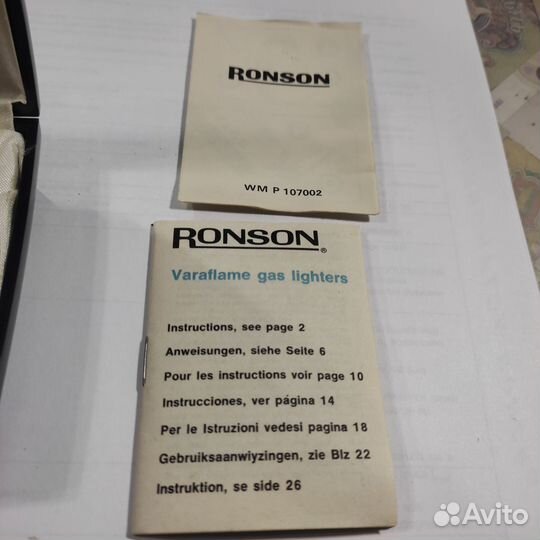 RONSON
WM P 107002
RONSON®
Varaflame gas lighters
Instructions, see page 2
Anweisungen, siehe Seite 6
Pour les instructions voir page 10
Instrucciones, ver página 14
Per le Istruzioni vedesi pagina 18
Gebruiksaanwiyzingen, zie Blz 22
Instruktion, se side 26
Avito